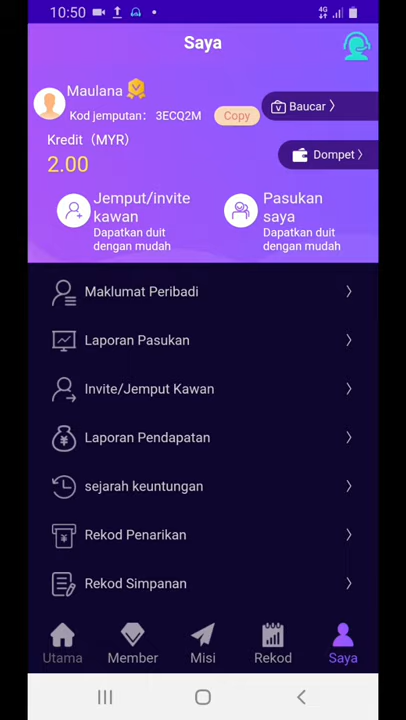 10:50
4G
Saya
Maulana
Baucar
Kod jemputan: 3ECQ2M
Copy
Kredit (MYR)
2.00
Dompet
Jemput/invite
kawan
Dapatkan duit
dengan mudah
Pasukan
saya
Dapatkan duit
dengan mudah
Maklumat Peribadi
Laporan Pasukan
Invite/Jemput Kawan
Laporan Pendapatan
sejarah keuntungan
Rekod Penarikan
Rekod Simpanan
Utama
Member
Misi
Rekod
Saya